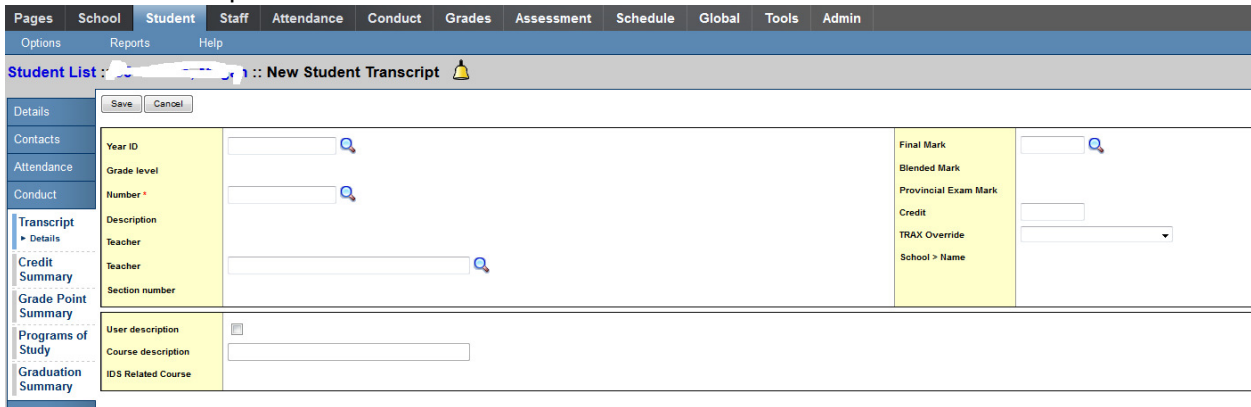 Pages School Student Staff Attendance Conduct Grades Assessment Schedule Global Tools Admin
Options Reports Help
Student List :: :: New Student Transcript
Save Cancel
Details
Contacts
Attendance
Conduct
Transcript
► Details
Credit
Summary
Grade Point
Summary
Programs of
Study
Graduation
Summary
Year ID
Grade level
Number *
Description
Teacher
Teacher
Section number
Final Mark
Blended Mark
Provincial Exam Mark
Credit
TRAX Override
School > Name
User description
Course description
IDS Related Course